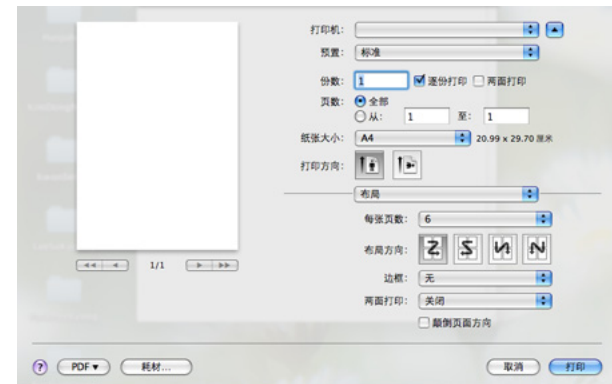 打印机：
预置： 标准
份数： 1 逐份打印 两面打印
页数： 全部
从： 1 至： 1
纸张大小： A4 20.99 x 29.70 厘米
打印方向：
布局
每张页数： 6
布局方向：
1/1
边框： 无
两面打印： 关闭
颠倒页面方向
? PDF▼ 耗材... 取消 打印